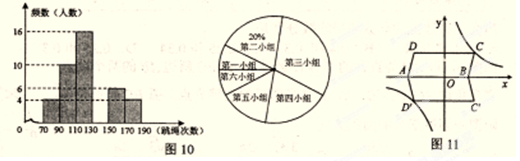 频数（人数）
16
10
6
4
0
70 90 110 130 150 170 190 （跳绳次数）
图10
20%
第二小组
第三小组
第一小组
第六小组
第五小组
第四小组
y
D
C
A
O
B
x
D'
C'
图11